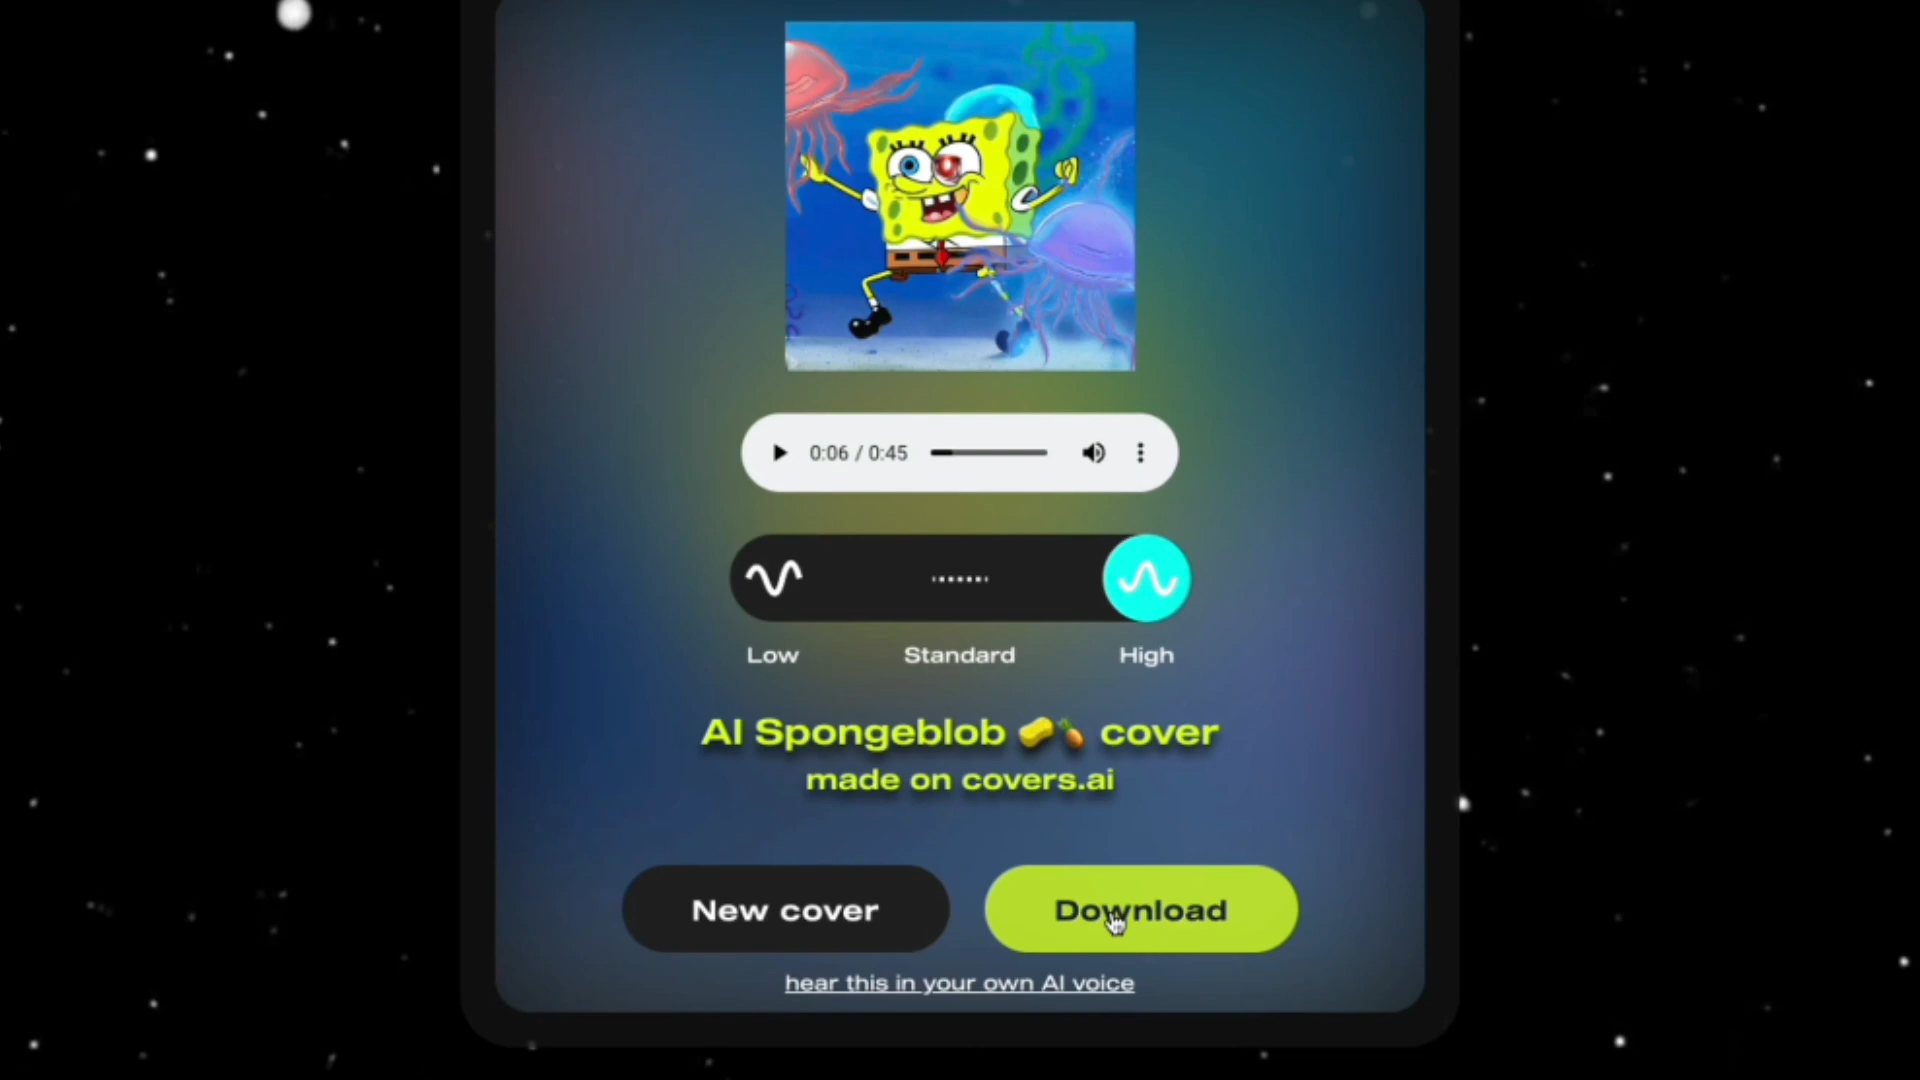 0:06 / 0:45
Low Standard High
AI Spongeblob 🧽🍍 cover
made on covers.ai
New cover Download
hear this in your own AI voice